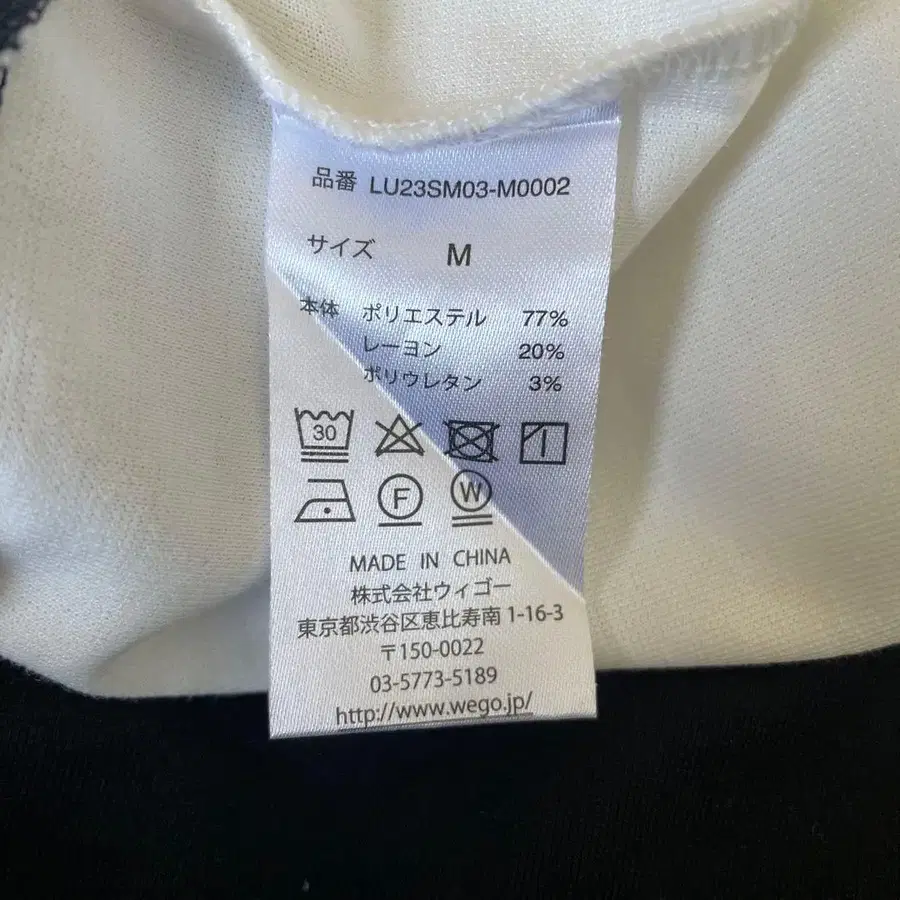 品番 LU23SM03-M0002
サイズ M
本体 ポリエステル 77%
レーヨン 20%
ポリウレタン 3%
30
F W
MADE IN CHINA
株式会社ウィゴー
東京都渋谷区恵比寿南 1-16-3
〒150-0022
03-5773-5189
http://www.wego.jp/